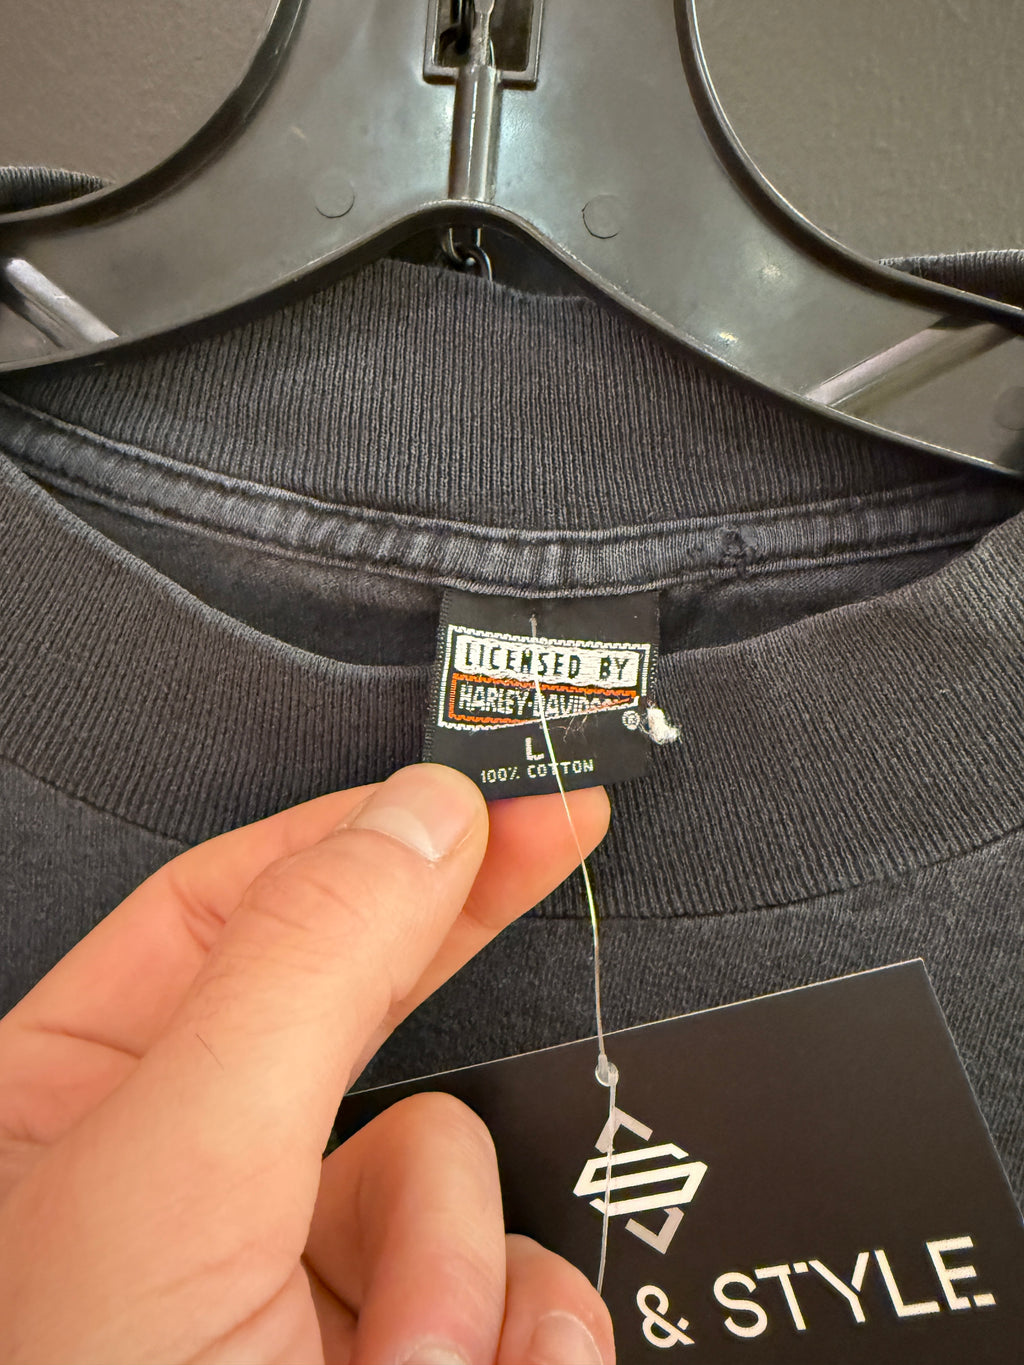 LICENSED BY
HARLEY-DAVIDSON
®
L
100% COTTON
& STYLE